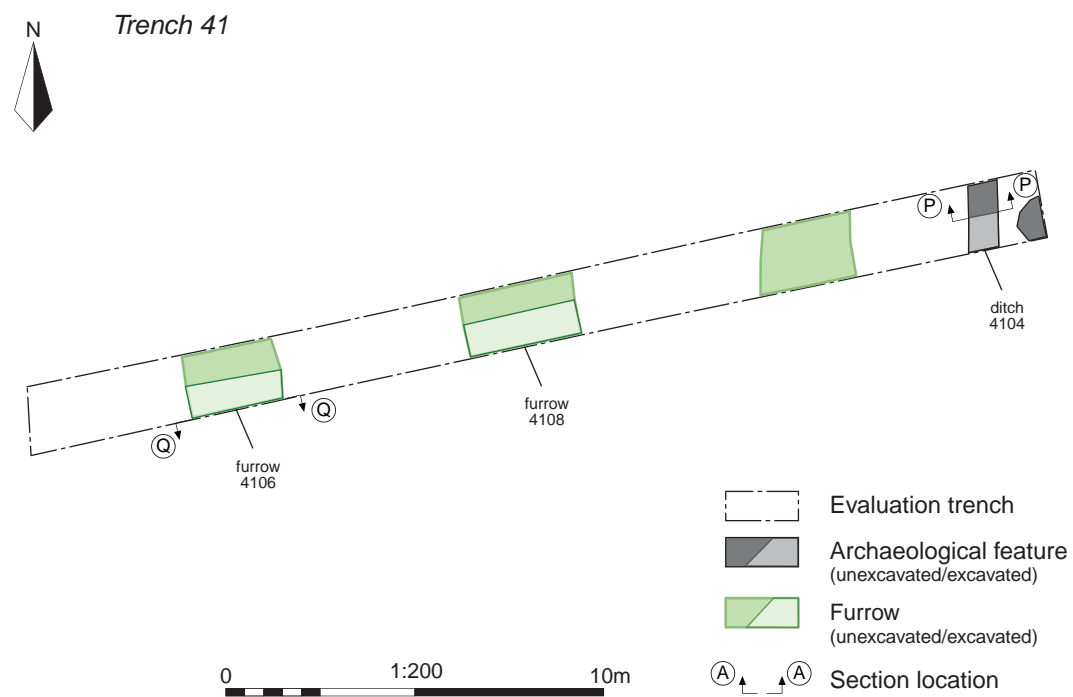 Trench 41
N
P
P
ditch
4104
furrow
4108
Q
Q
furrow
4106
Evaluation trench
Archaeological feature
(unexcavated/excavated)
Furrow
(unexcavated/excavated)
A A Section location
0 1:200 10m